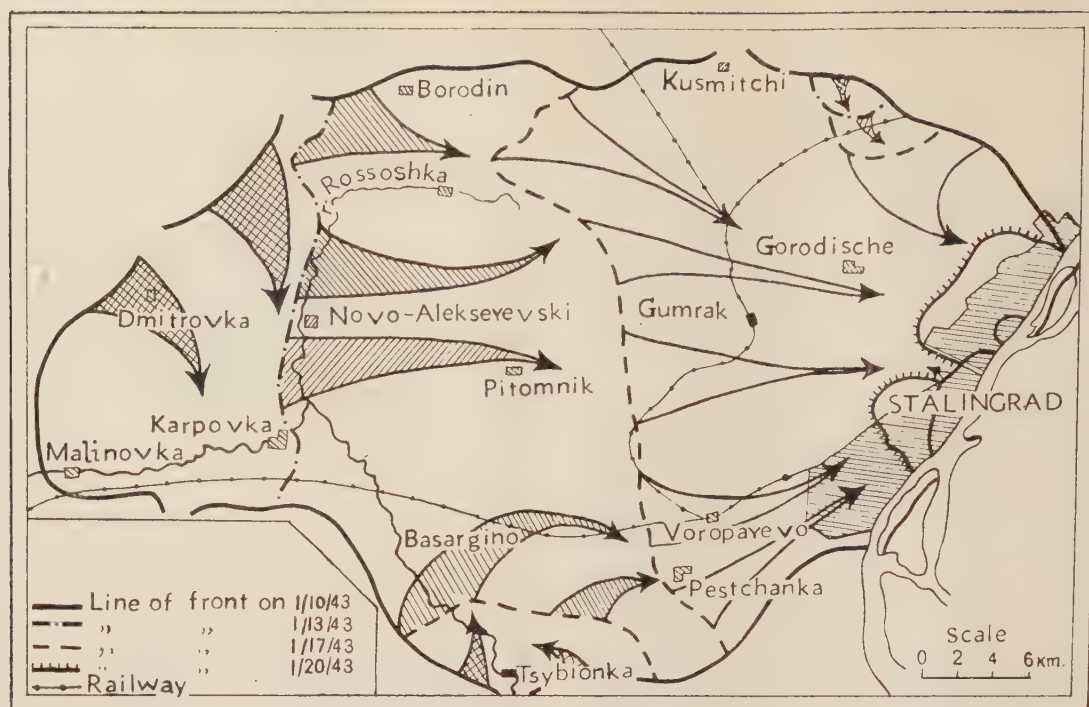 Kusmitchi
Borodin
Rossoshka
Gorodische
Dmitrovka
Novo-Alekseyevski
Gumrak
Pitomnik
STALINGRAD
Karpovka
Malinovka
Basargino
Voropayevo
Pestchanka
Tsybionka
Line of front on 1/10/43
„ „ 1/13/43
„ „ 1/17/43
„ „ 1/20/43
Railway
Scale
0 2 4 6 км.